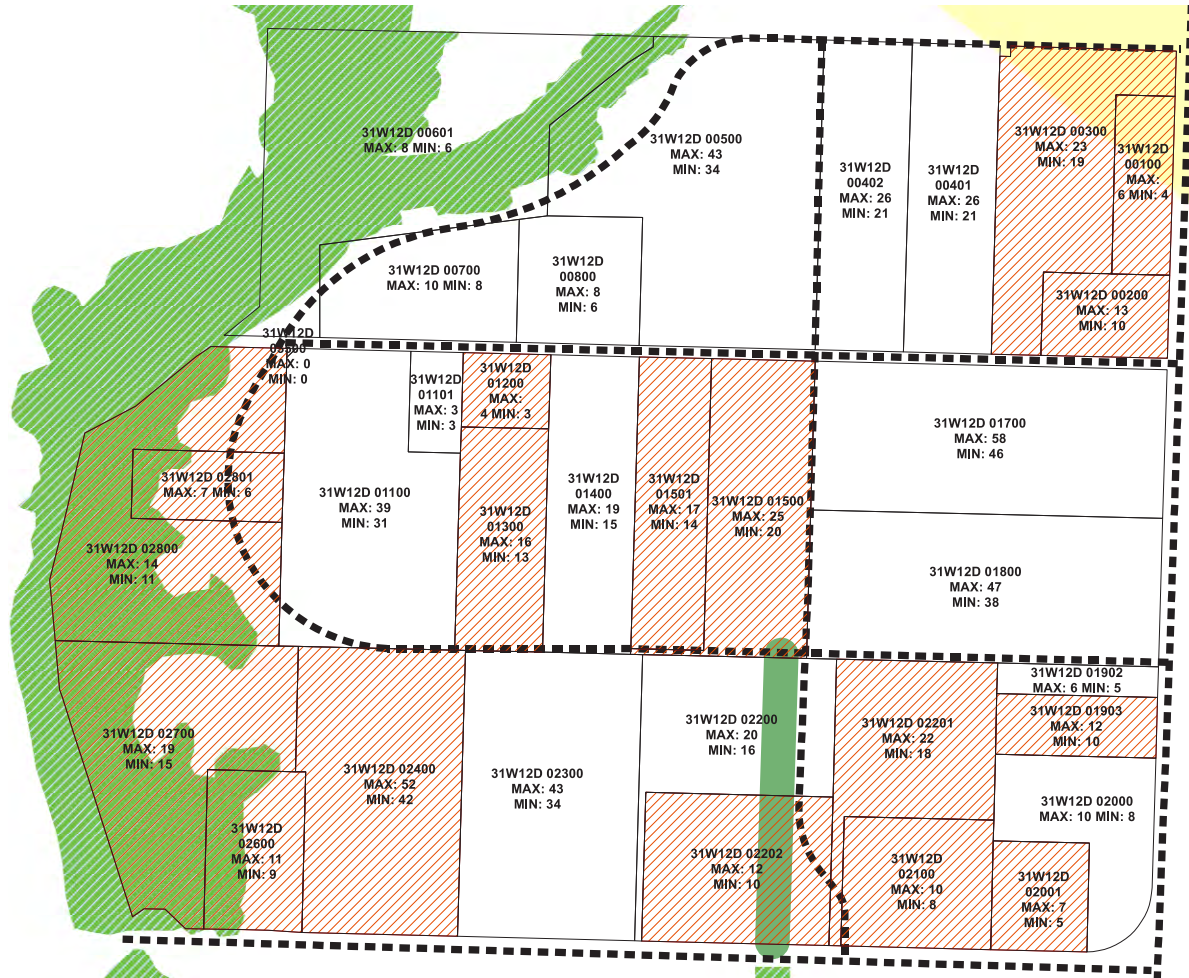 31W12D 00601
MAX: 8 MIN: 6
31W12D 00500
MAX: 43
MIN: 34
31W12D
00402
MAX: 26
MIN: 21
31W12D
00401
MAX: 26
MIN: 21
31W12D 00300
MAX: 23
MIN: 19
31W12D
00100
MAX:
6 MIN: 4
31W12D 00700
MAX: 10 MIN: 8
31W12D
00800
MAX: 8
MIN: 6
31W12D 00200
MAX: 13
MIN: 10
31W12D
MAX: 0
MIN: 0
31W12D
01101
MAX: 3
MIN: 3
31W12D
01200
MAX:
4 MIN: 3
31W12D 01700
MAX: 58
MIN: 46
31W12D 02801
MAX: 7 MIN: 6
31W12D 01100
MAX: 39
MIN: 31
31W12D
01300
MAX: 16
MIN: 13
31W12D
01400
MAX: 19
MIN: 15
31W12D
01501
MAX: 17
MIN: 14
31W12D 01500
MAX: 25
MIN: 20
31W12D 02800
MAX: 14
MIN: 11
31W12D 01800
MAX: 47
MIN: 38
31W12D 01902
MAX: 6 MIN: 5
31W12D 01903
MAX: 12
MIN: 10
31W12D 02700
MAX: 19
MIN: 15
31W12D 02400
MAX: 52
MIN: 42
31W12D 02300
MAX: 43
MIN: 34
31W12D 02200
MAX: 20
MIN: 16
31W12D 02201
MAX: 22
MIN: 18
31W12D 02000
MAX: 10 MIN: 8
31W12D
02600
MAX: 11
MIN: 9
31W12D 02202
MAX: 12
MIN: 10
31W12D
02100
MAX: 10
MIN: 8
31W12D
02001
MAX: 7
MIN: 5